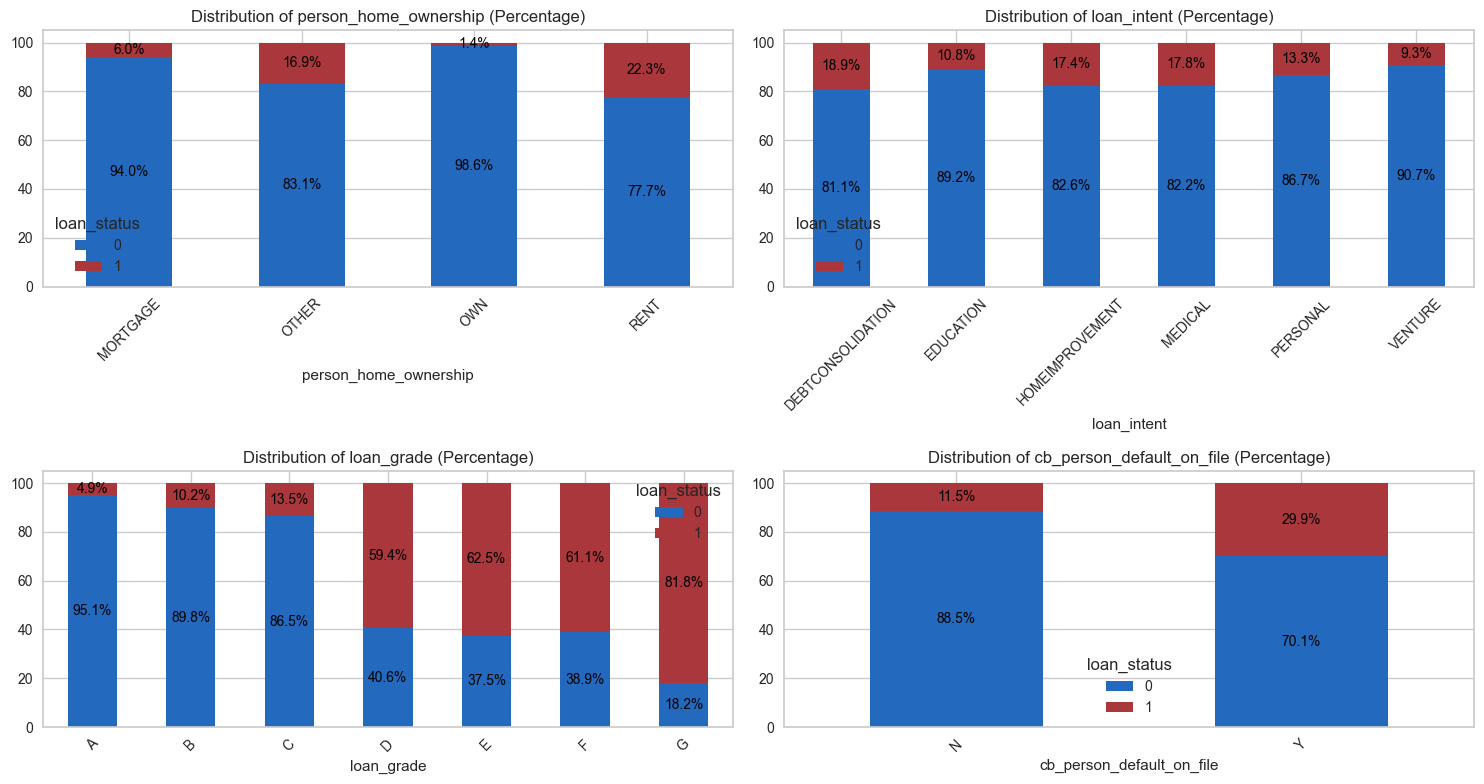 Distribution of person_home_ownership (Percentage)
100
80
60
40
20
0
6.0%
16.9%
1.4%
22.3%
94.0%
83.1%
98.6%
77.7%
loan_status
0
1
MORTGAGE
OTHER
OWN
RENT
person_home_ownership
Distribution of loan_intent (Percentage)
100
80
60
40
20
0
18.9%
10.8%
17.4%
17.8%
13.3%
9.3%
81.1%
89.2%
82.6%
82.2%
86.7%
90.7%
loan_status
0
1
DEBTCONSOLIDATION
EDUCATION
HOMEIMPROVEMENT
MEDICAL
PERSONAL
VENTURE
loan_intent
Distribution of loan_grade (Percentage)
100
80
60
40
20
0
4.9%
10.2%
13.5%
59.4%
62.5%
61.1%
81.8%
95.1%
89.8%
86.5%
40.6%
37.5%
38.9%
18.2%
loan_status
0
1
A
B
C
D
E
F
G
loan_grade
Distribution of cb_person_default_on_file (Percentage)
100
80
60
40
20
0
11.5%
29.9%
88.5%
70.1%
loan_status
0
1
N
Y
cb_person_default_on_file